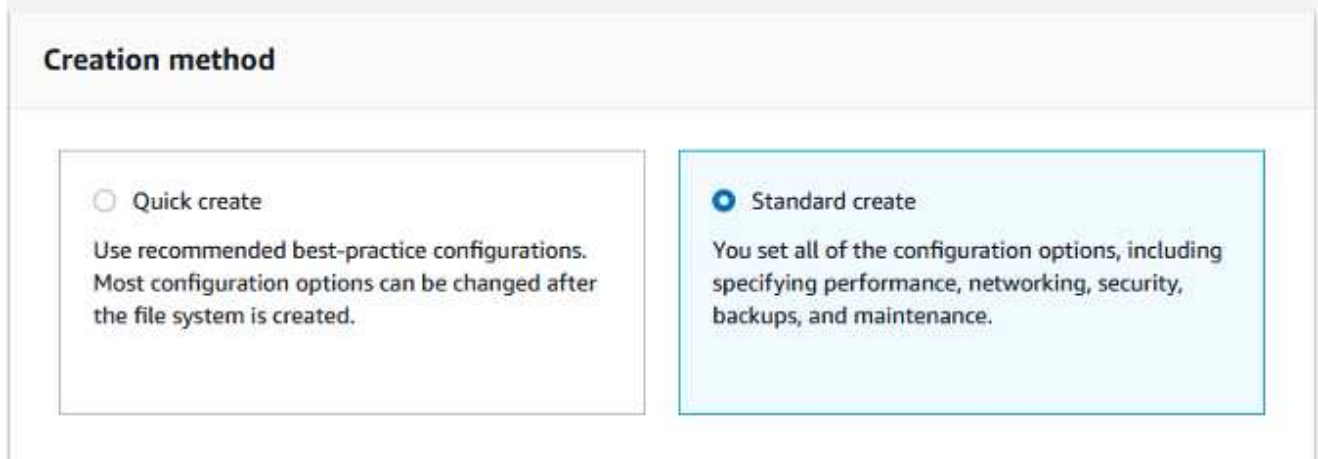 Creation method
Quick create
Use recommended best-practice configurations.
Most configuration options can be changed after
the file system is created.
Standard create
You set all of the configuration options, including
specifying performance, networking, security,
backups, and maintenance.